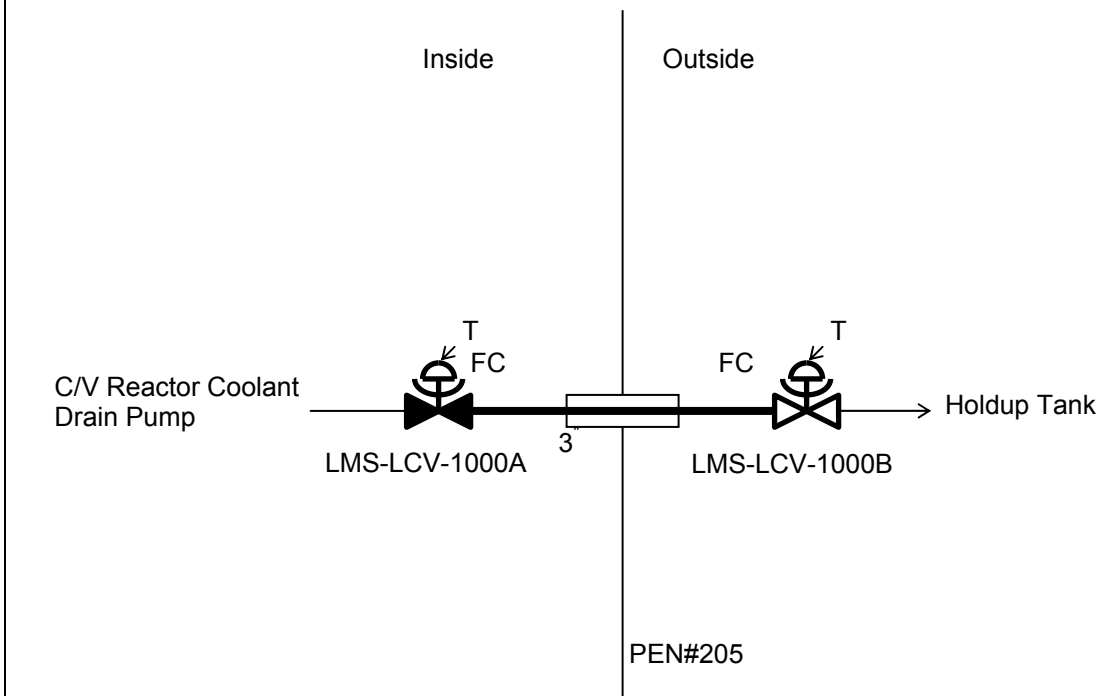 Inside
Outside
T
FC
T
FC
C/V Reactor Coolant
Drain Pump
3"
Holdup Tank
LMS-LCV-1000A
LMS-LCV-1000B
PEN#205